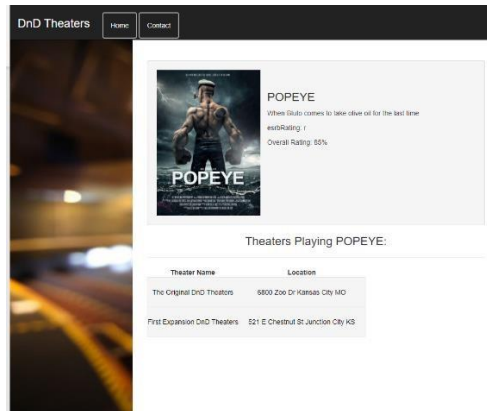 DnD Theaters
Home
Contact
POPEYE
POPEYE
When Bluto comes to take olive oil for the last time
esrbRating: r
Overall Rating: 88%
Theaters Playing POPEYE:
Theater Name Location
The Original DnD Theaters 6800 Zoo Dr Kansas City MO
First Expansion DnD Theaters 521 E Chestnut St Junction City KS